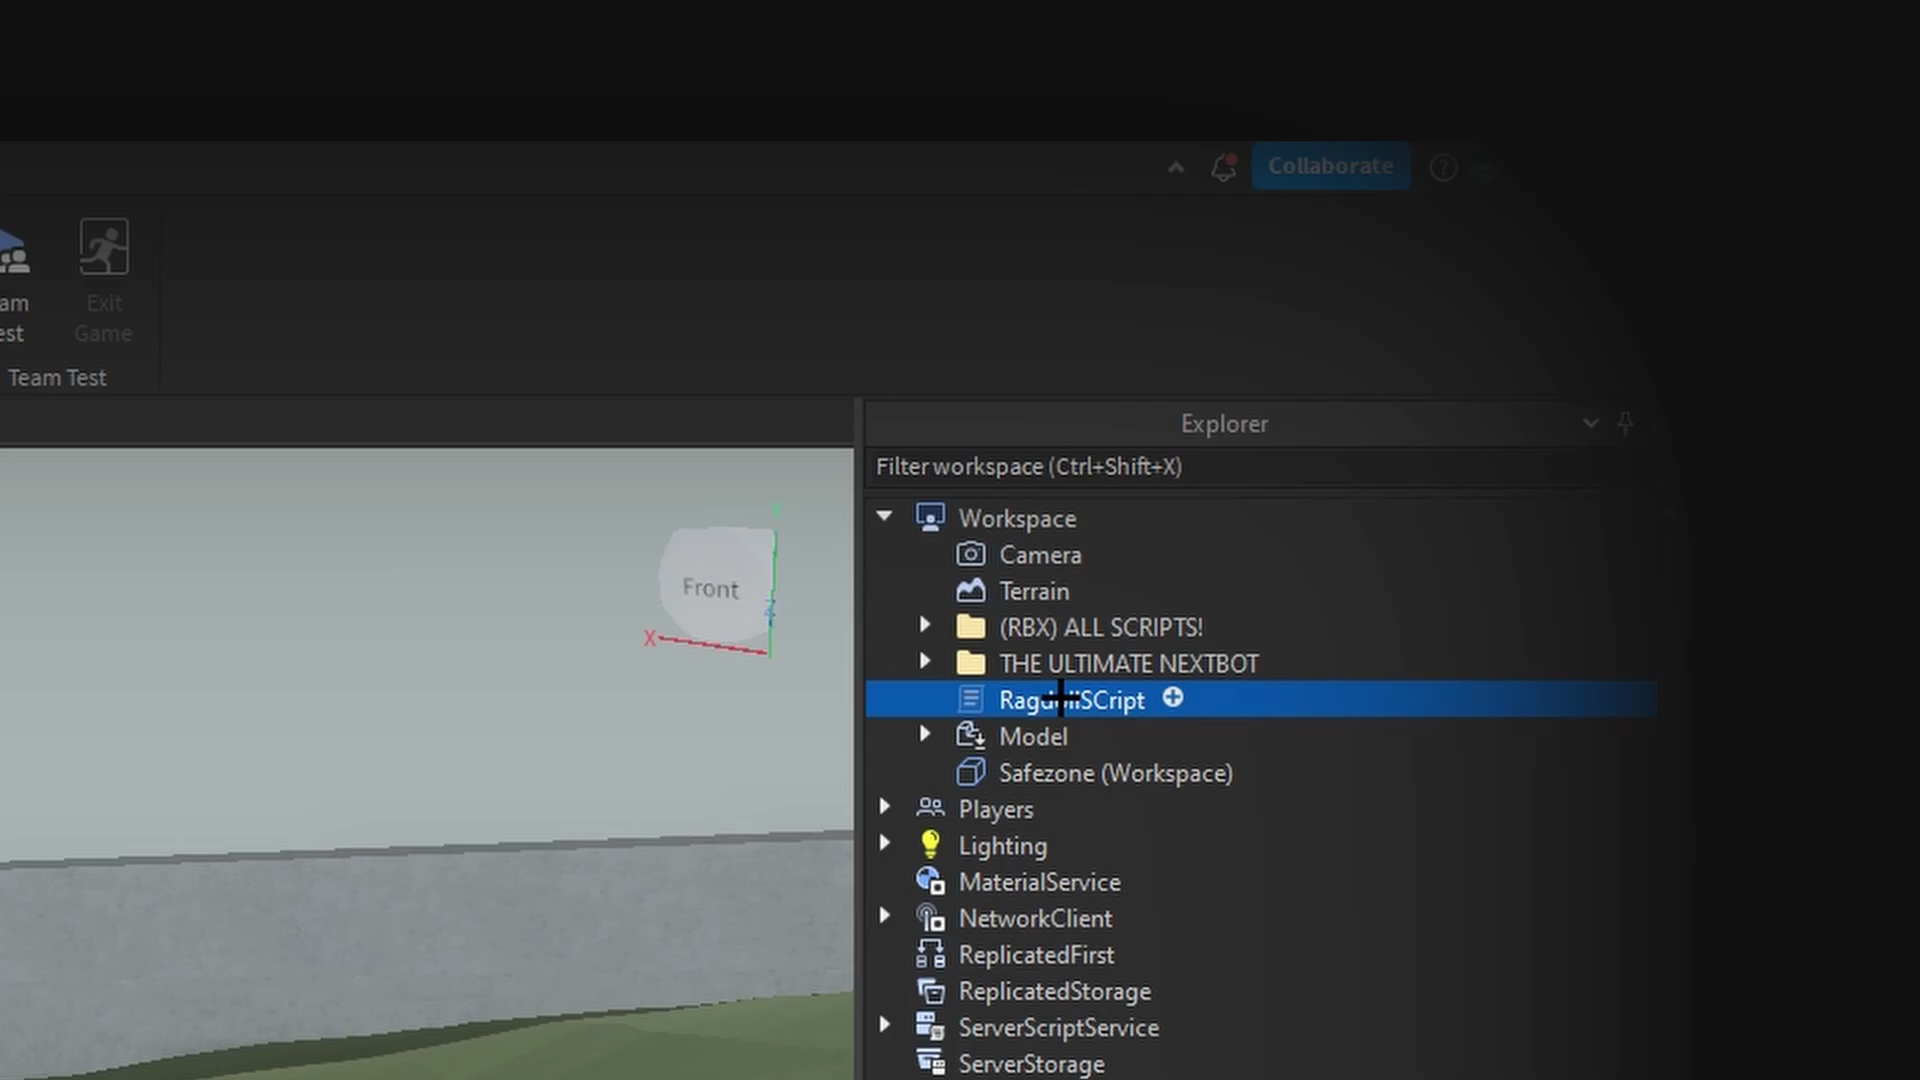 Collaborate
am
est
Exit
Game
Team Test
Explorer
Filter workspace (Ctrl+Shift+X)
Y
Front
Z
X
Workspace
Camera
Terrain
(RBX) ALL SCRIPTS!
THE ULTIMATE NEXTBOT
RagdollSCript
Model
Safezone (Workspace)
Players
Lighting
MaterialService
NetworkClient
ReplicatedFirst
ReplicatedStorage
ServerScriptService
ServerStorage